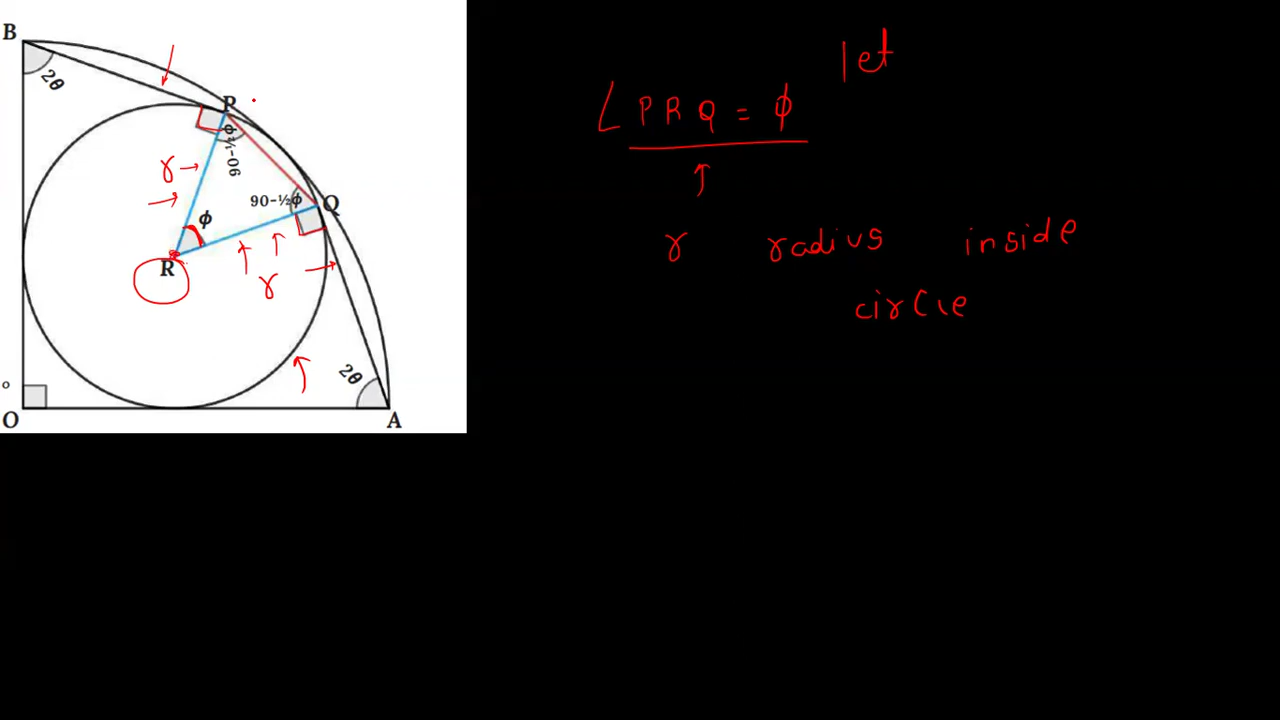 B
2θ
P
90-½ϕ
r
90-½ϕ
Q
ϕ
R
r
2θ
°
O
A
let
∠PRQ = ϕ
r radius inside
circle